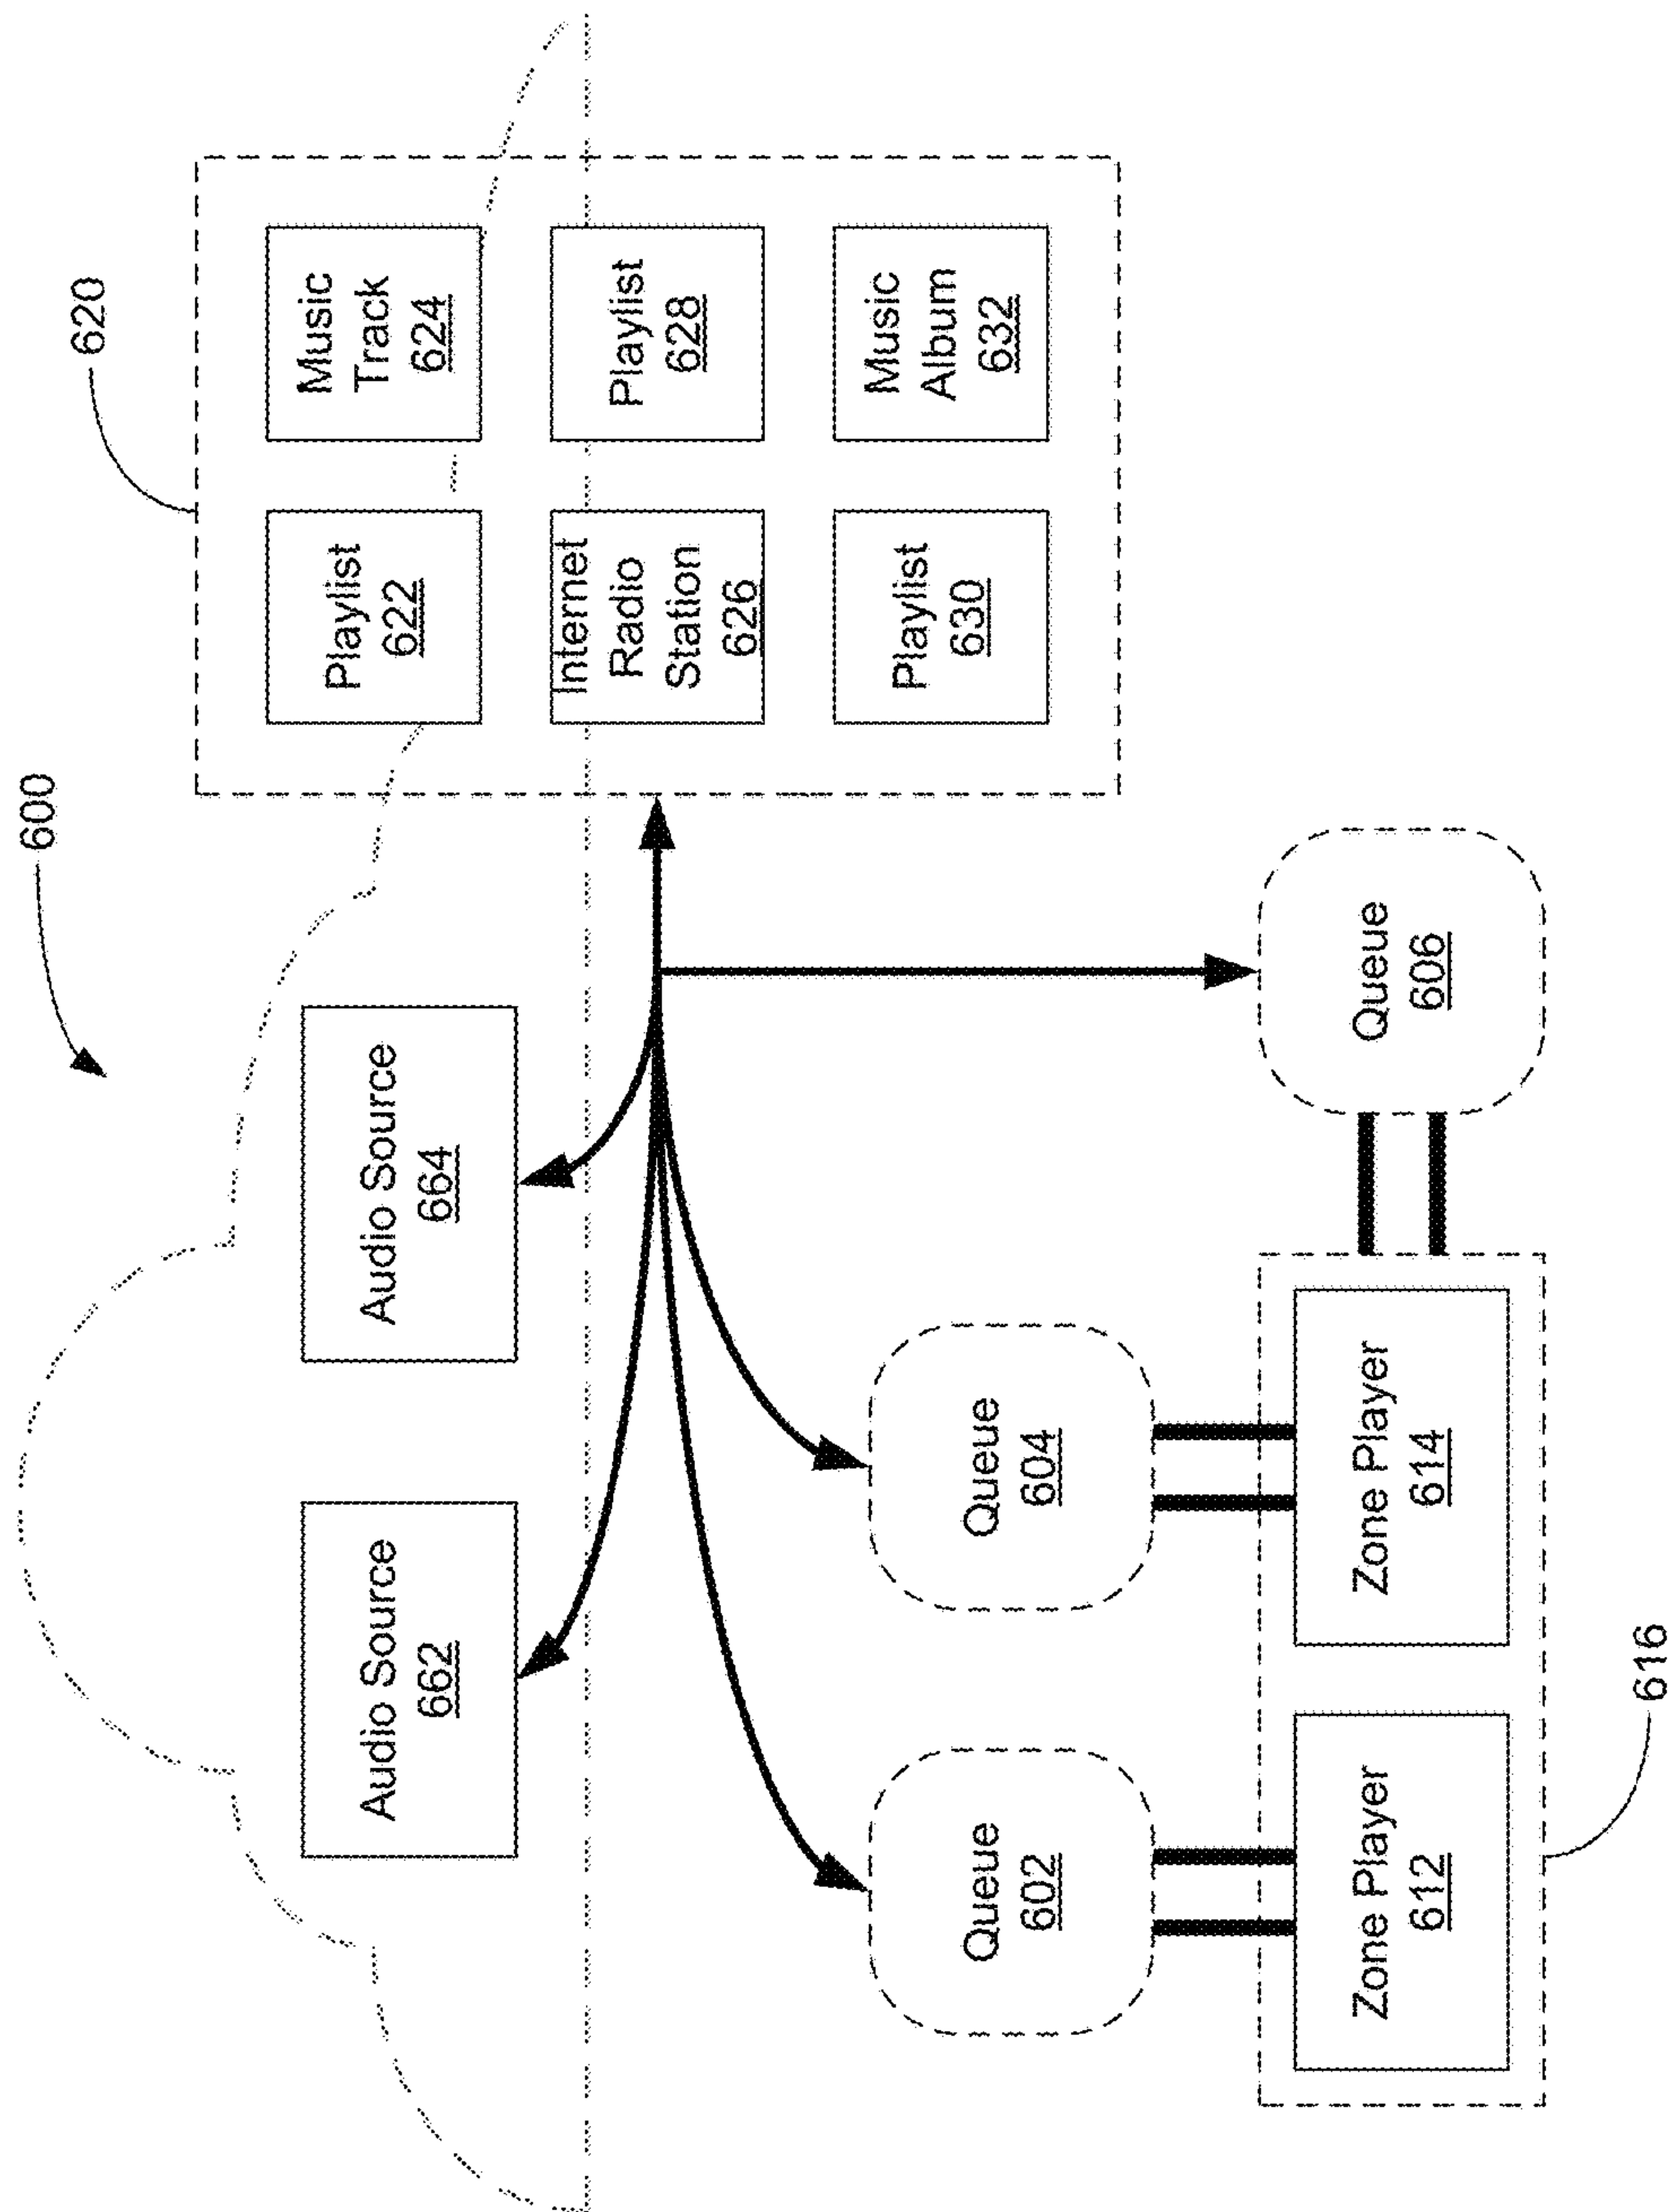 600
620
Audio Source
662
Audio Source
664
Playlist
622
Music
Track
624
Internet
Radio
Station
626
Playlist
628
Playlist
630
Music
Album
632
Queue
602
Queue
604
Queue
606
Zone Player
612
Zone Player
614
616